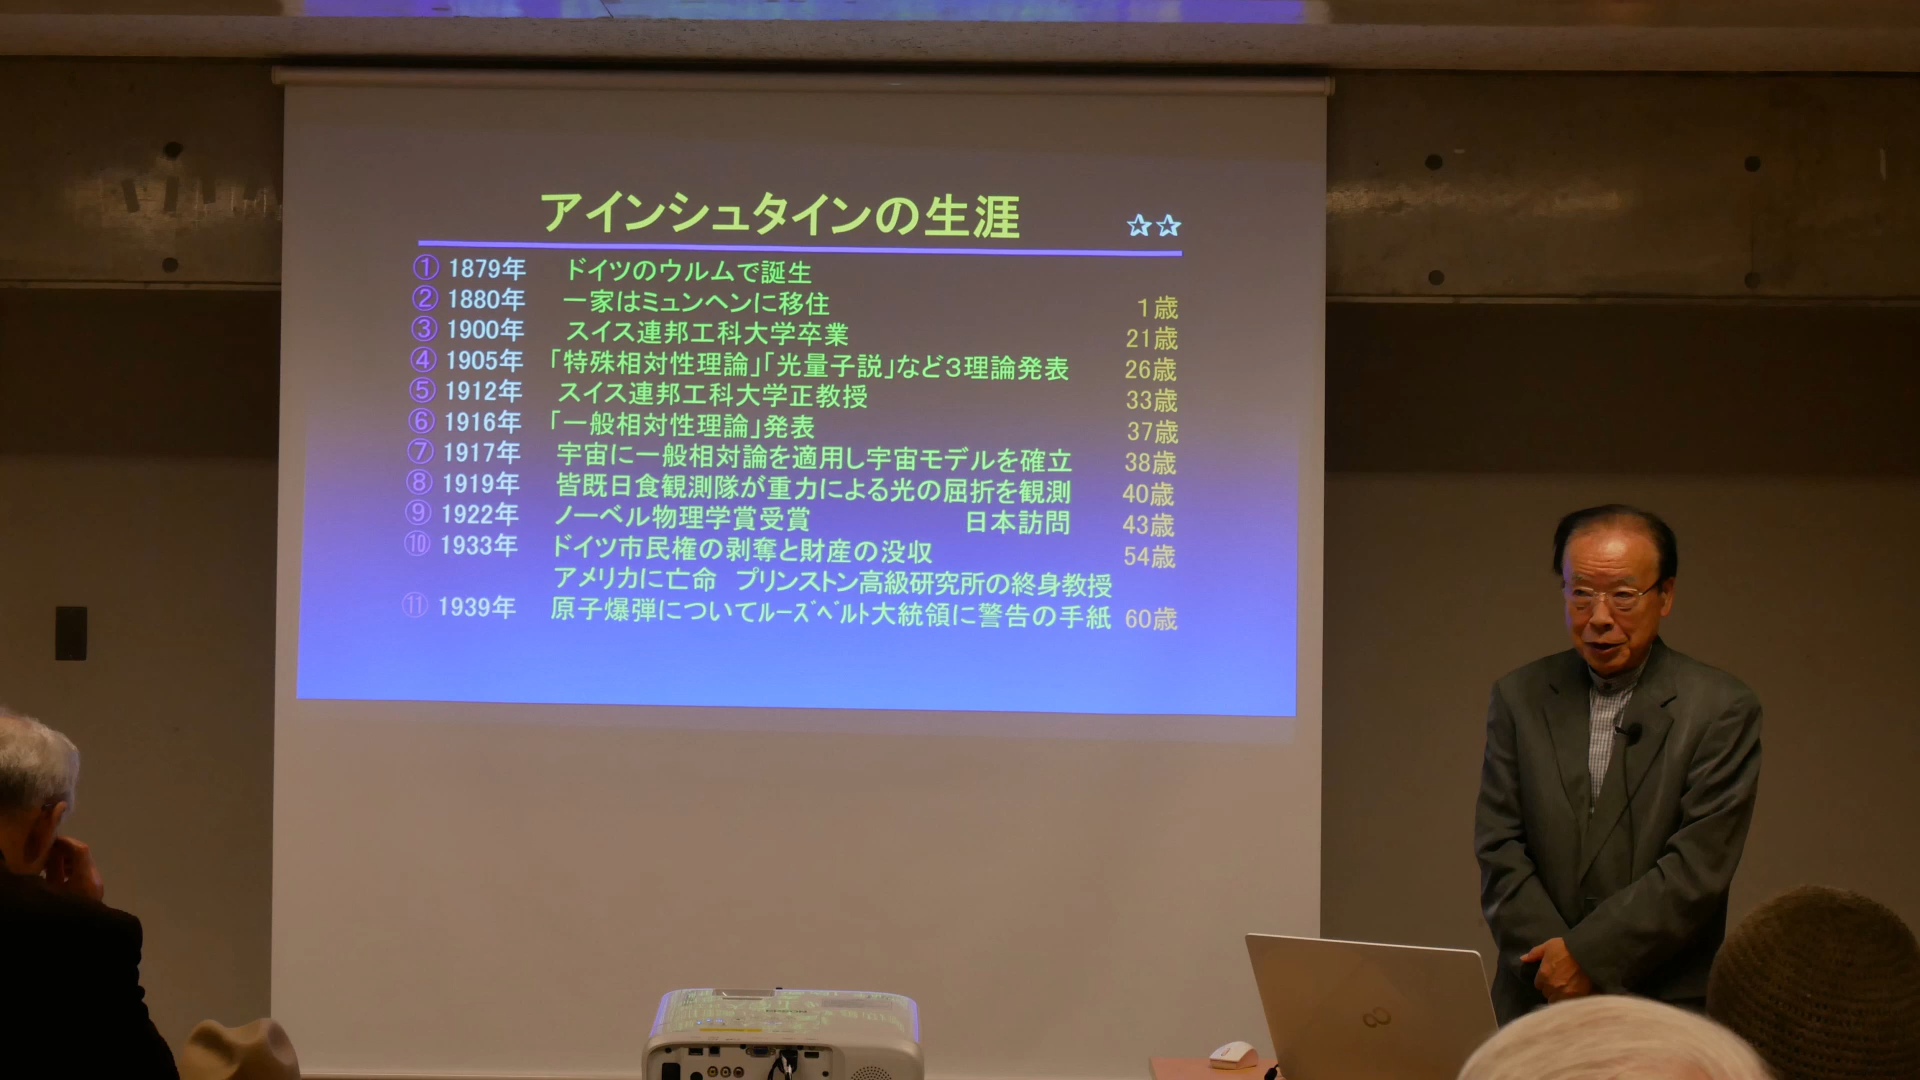 アインシュタインの生涯 ☆☆
① 1879年 ドイツのウルムで誕生
② 1880年 一家はミュンヘンに移住 1歳
③ 1900年 スイス連邦工科大学卒業 21歳
④ 1905年 「特殊相対性理論」「光量子説」など3理論発表 26歳
⑤ 1912年 スイス連邦工科大学正教授 33歳
⑥ 1916年 「一般相対性理論」発表 37歳
⑦ 1917年 宇宙に一般相対論を適用し宇宙モデルを確立 38歳
⑧ 1919年 皆既日食観測隊が重力による光の屈折を観測 40歳
⑨ 1922年 ノーベル物理学賞受賞 日本訪問 43歳
⑩ 1933年 ドイツ市民権の剥奪と財産の没収 54歳
アメリカに亡命 プリンストン高級研究所の終身教授
⑪ 1939年 原子爆弾についてﾙｰｽﾞﾍﾞﾙﾄ大統領に警告の手紙 60歳